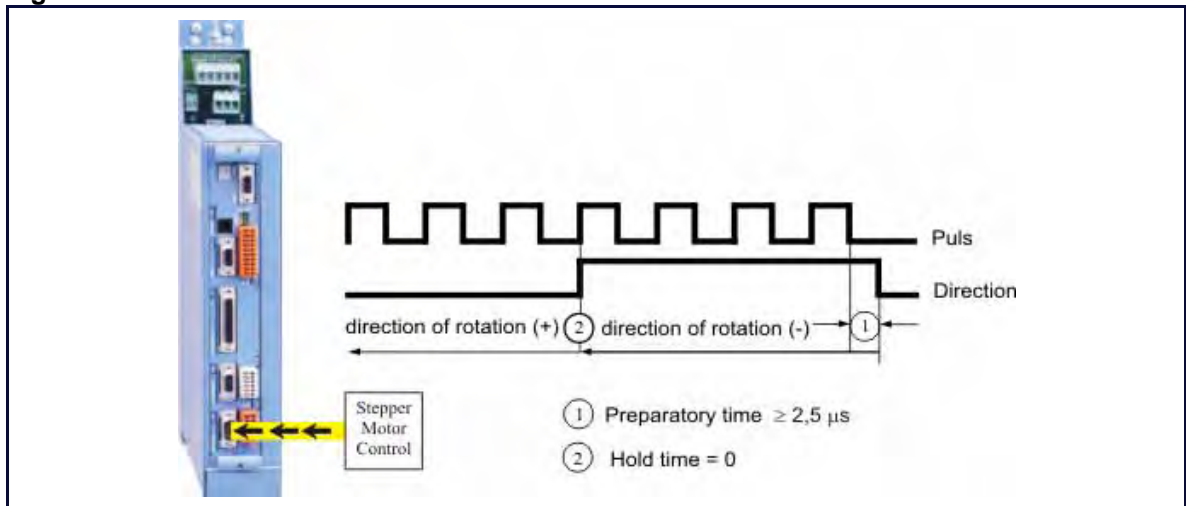 Puls
Direction
direction of rotation (+) 2 direction of rotation (-) 1
Stepper
Motor
Control
1 Preparatory time ≥ 2,5 µs
2 Hold time = 0